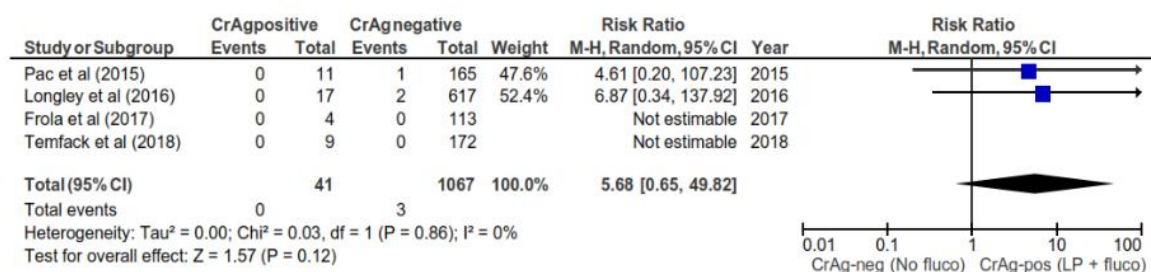 CrAgpositive CrAgnegative Risk Ratio Risk Ratio
Study or Subgroup Events Total Events Total Weight M-H, Random, 95% CI Year M-H, Random, 95% CI
Pac et al (2015) 0 11 1 165 47.6% 4.61 [0.20, 107.23] 2015
Longley et al (2016) 0 17 2 617 52.4% 6.87 [0.34, 137.92] 2016
Frola et al (2017) 0 4 0 113 Not estimable 2017
Temfack et al (2018) 0 9 0 172 Not estimable 2018
Total (95% CI) 41 1067 100.0% 5.68 [0.65, 49.82]
Total events 0 3
Heterogeneity: Tau² = 0.00; Chi² = 0.03, df = 1 (P = 0.86); I² = 0%
Test for overall effect: Z = 1.57 (P = 0.12)
0.01 0.1 1 10 100
CrAg-neg (No fluco) CrAg-pos (LP + fluco)